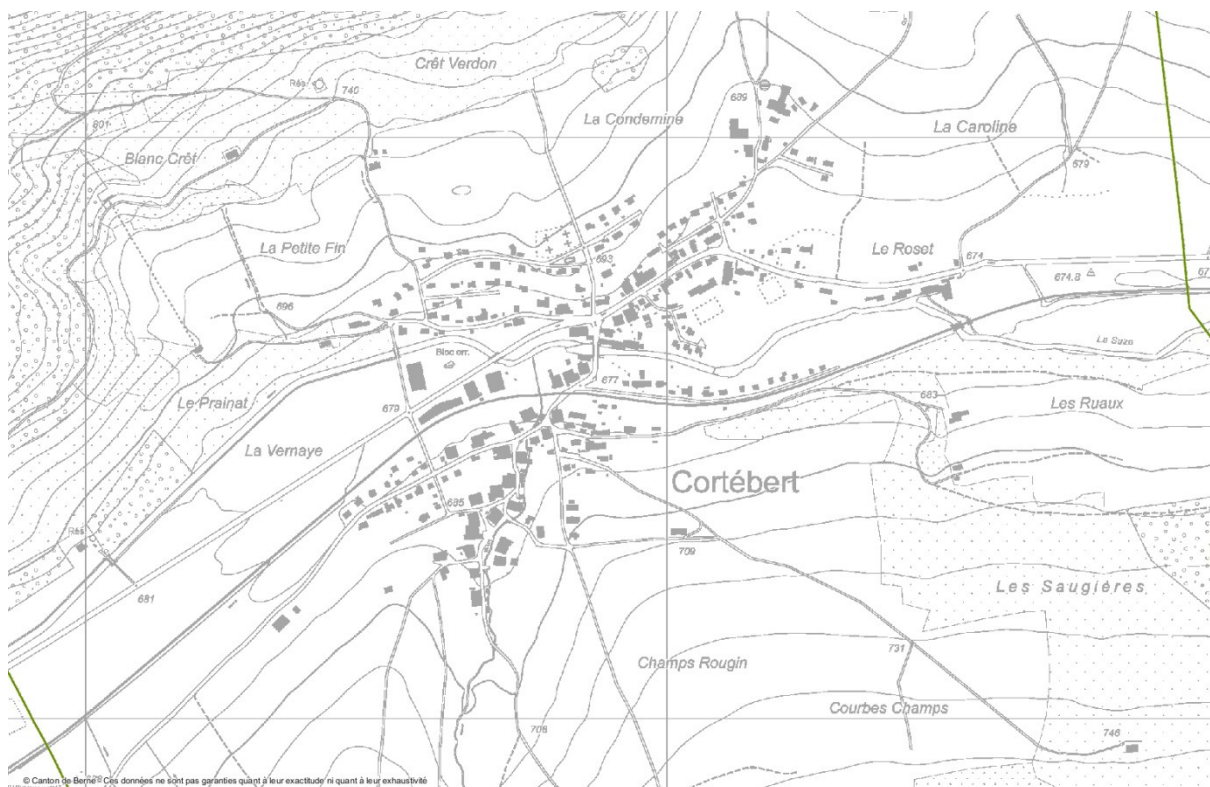 Crêt Verdon
Rés.
740
La Condemine
689
801
La Caroline
Blanc Crêt
679
La Petite Fin
693
Le Roset
674
674.8
67
696
La Suze
Bloc err.
677
683
Le Prainat
679
Les Ruaux
La Vernaye
Cortébert
685
Rés.
709
681
Les Saugières
731
Champs Rougin
Courbes Champs
708
746
© Canton de Berne - Ces données ne sont pas garanties quant à leur exactitude ni quant à leur exhaustivité